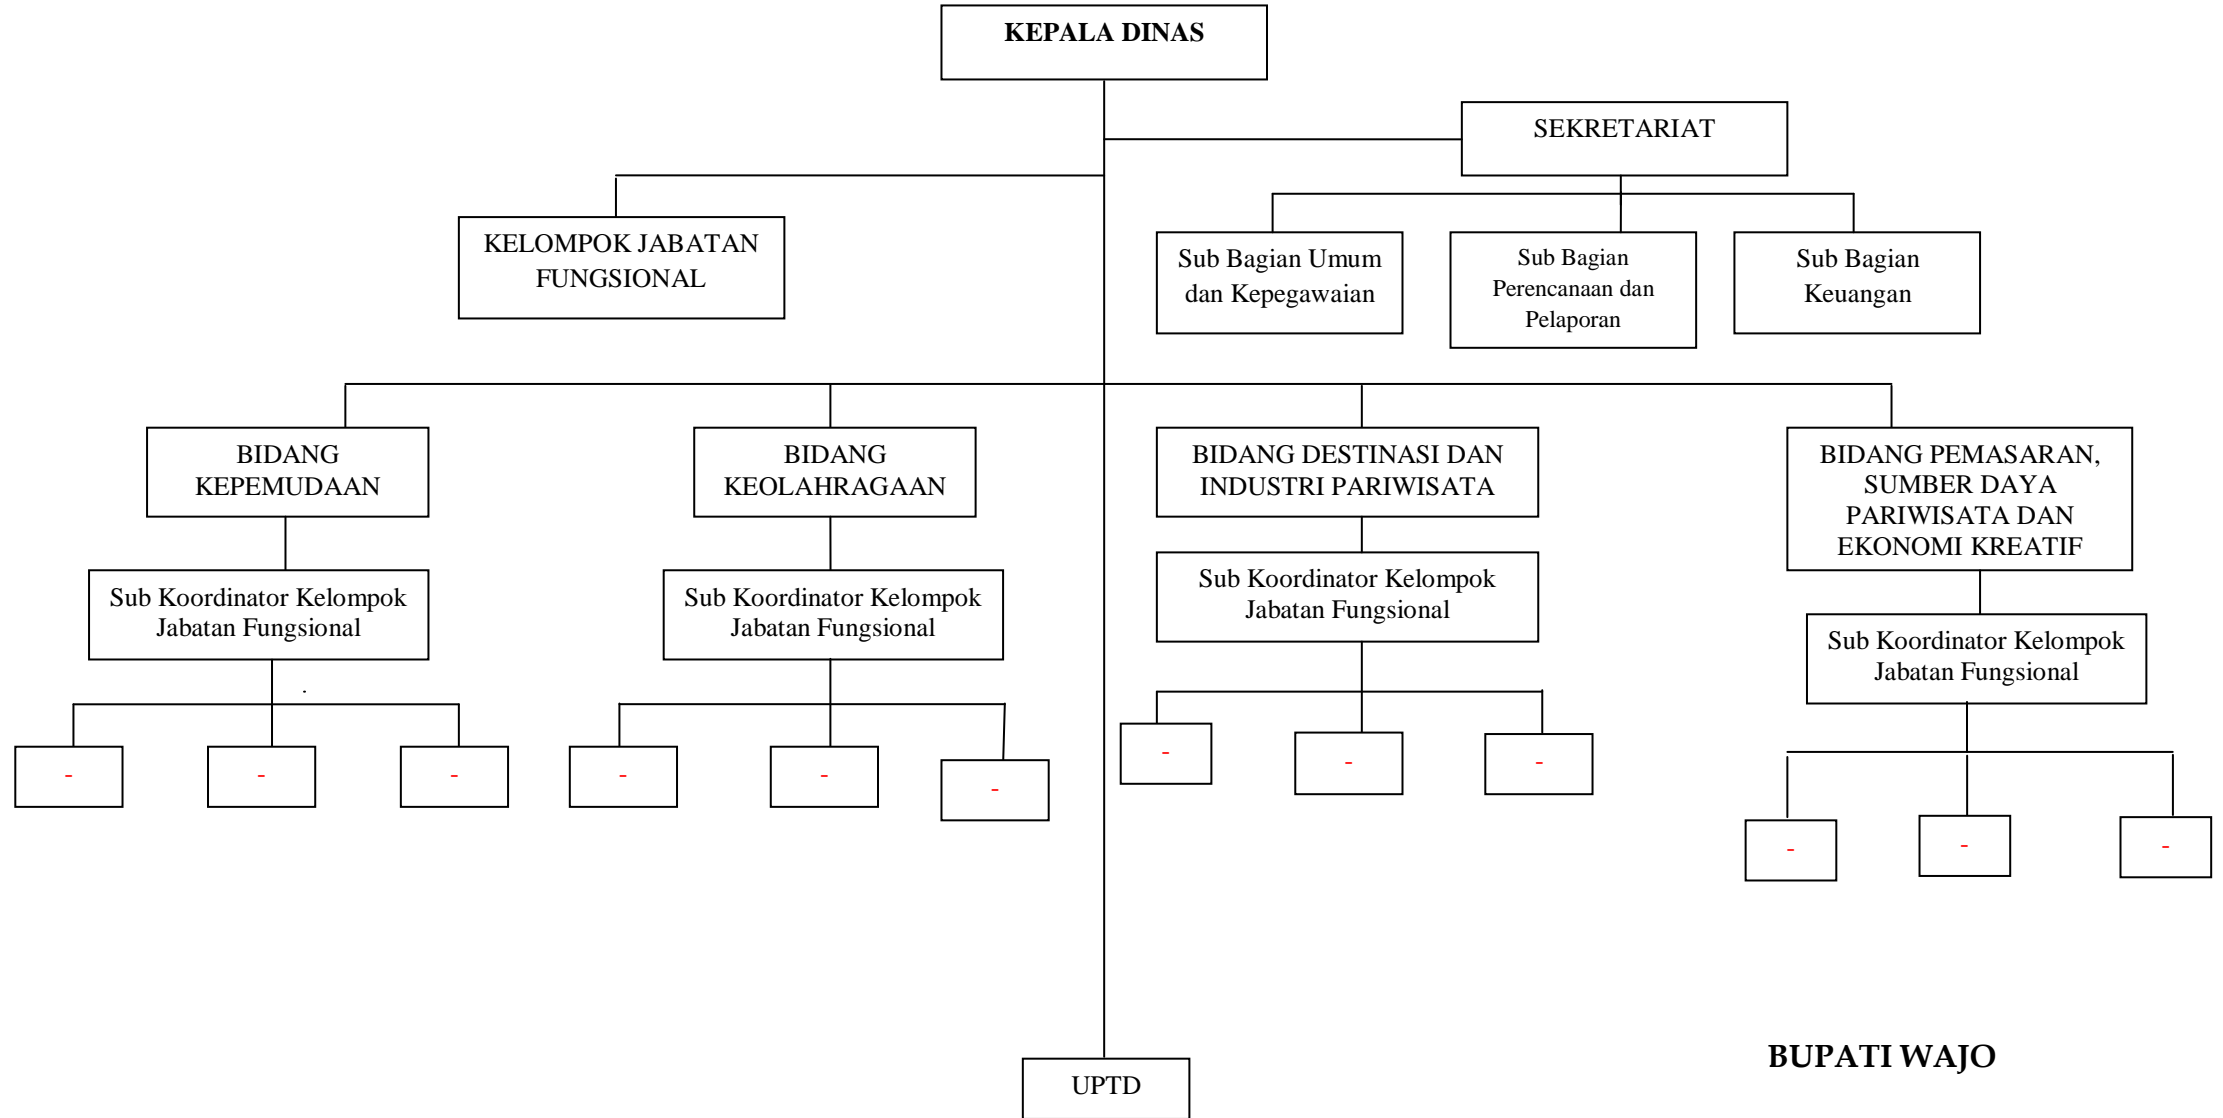 KEPALA DINAS
SEKRETARIAT
KELOMPOK JABATAN
FUNGSIONAL
Sub Bagian Umum
dan Kepegawaian
Sub Bagian
Perencanaan dan
Pelaporan
Sub Bagian
Keuangan
BIDANG
KEPEMUDAAN
BIDANG
KEOLAHRAGAAN
BIDANG DESTINASI DAN
INDUSTRI PARIWISATA
BIDANG PEMASARAN,
SUMBER DAYA
PARIWISATA DAN
EKONOMI KREATIF
Sub Koordinator Kelompok
Jabatan Fungsional
Sub Koordinator Kelompok
Jabatan Fungsional
Sub Koordinator Kelompok
Jabatan Fungsional
Sub Koordinator Kelompok
Jabatan Fungsional
.
-
-
-
-
-
-
-
-
-
-
-
-
BUPATI WAJO
UPTD